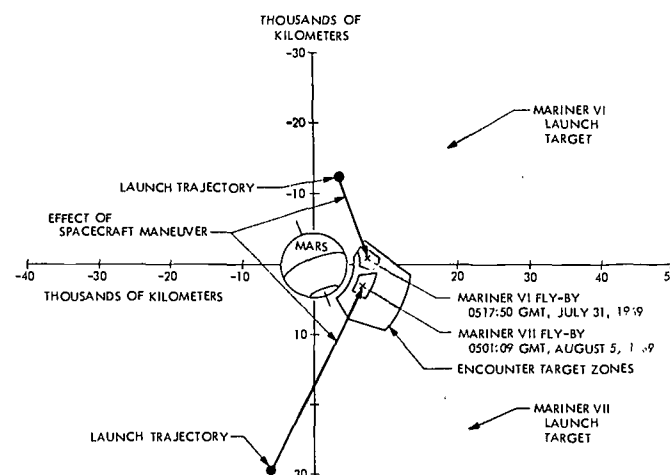 THOUSANDS OF
KILOMETERS
-30
-20
-10
MARINER VI
LAUNCH
TARGET
LAUNCH TRAJECTORY
EFFECT OF
SPACECRAFT MANEUVER
MARS
-40
-30
-20
-10
20
30
40
THOUSANDS OF KILOMETERS
MARINER VI FLY-BY
0517:50 GMT, JULY 31,
MARINER VII FLY-BY
0501:09 GMT, AUGUST 5,
ENCOUNTER TARGET ZONES
10
MARINER VII
LAUNCH
TARGET
LAUNCH TRAJECTORY